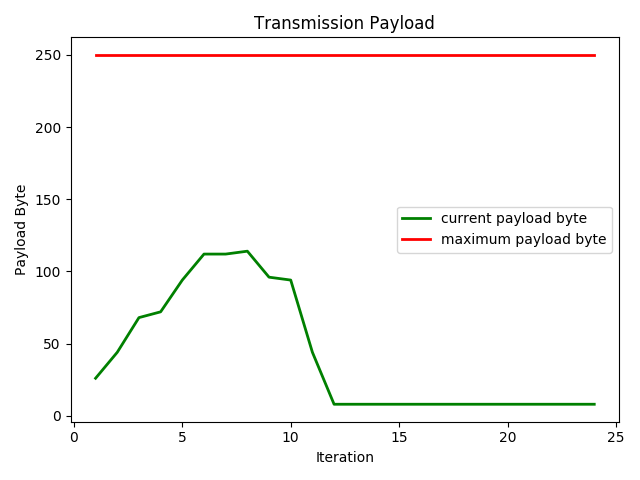 Transmission Payload
250
200
150
100
50
0
Payload Byte
current payload byte
maximum payload byte
0 5 10 15 20 25
Iteration